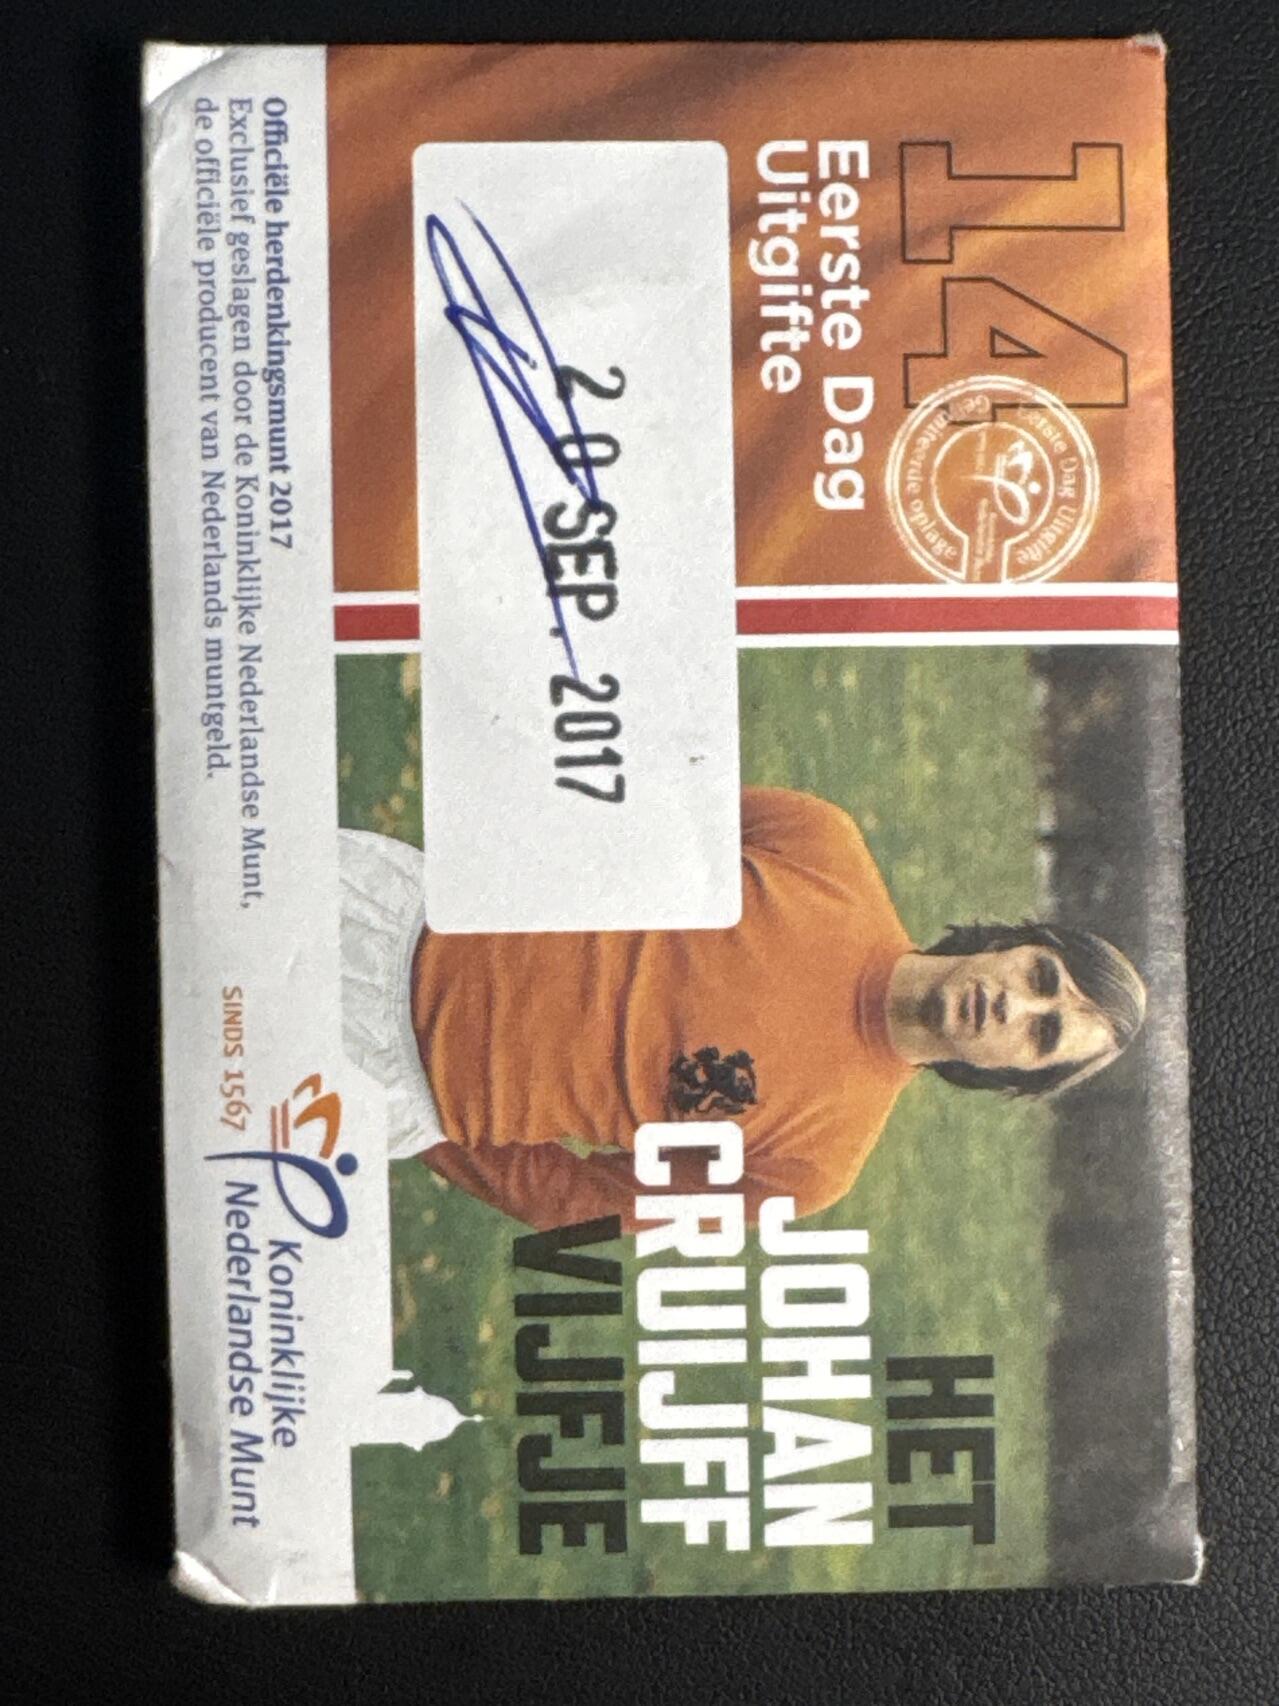 14
Eerste Dag
Uitgifte
Eerste Dag Uitgifte
Gelimiteerde oplage
20 SEP. 2017
HET
JOHAN
CRUIJFF
VIJFJE
Officiële herdenkingsmunt 2017
Exclusief geslagen door de Koninklijke Nederlandse Munt,
de officiële producent van Nederlands muntgeld.
SINDS 1567
Koninklijke
Nederlandse Munt